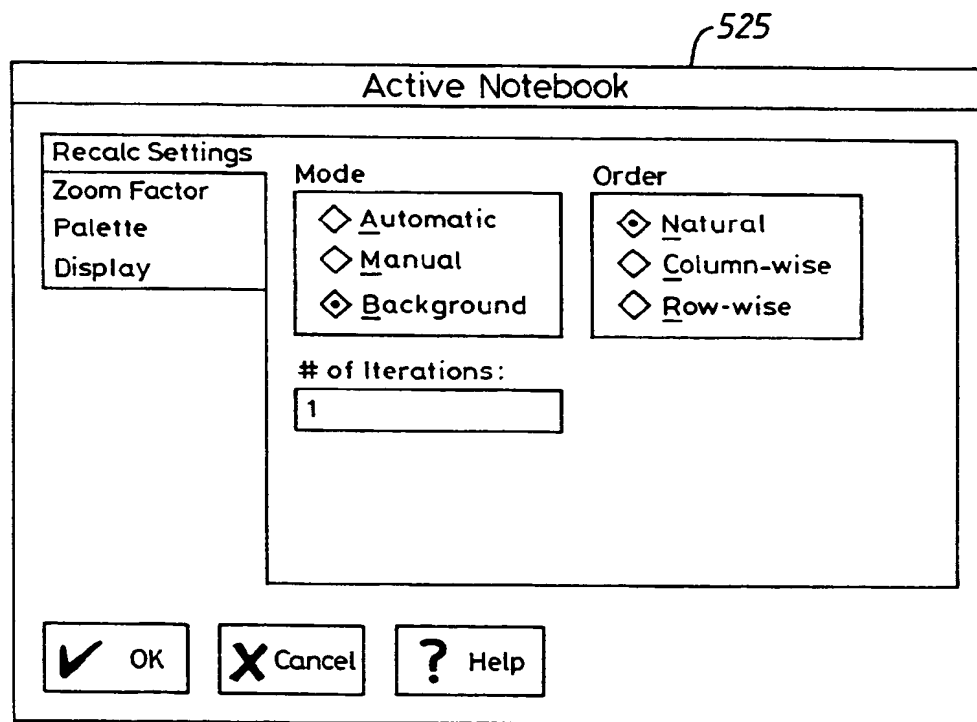 525
Active Notebook
Recalc Settings
Zoom Factor
Palette
Display
Mode
Automatic
Manual
Background
Order
Natural
Column-wise
Row-wise
# of Iterations:
1
OK
Cancel
? Help